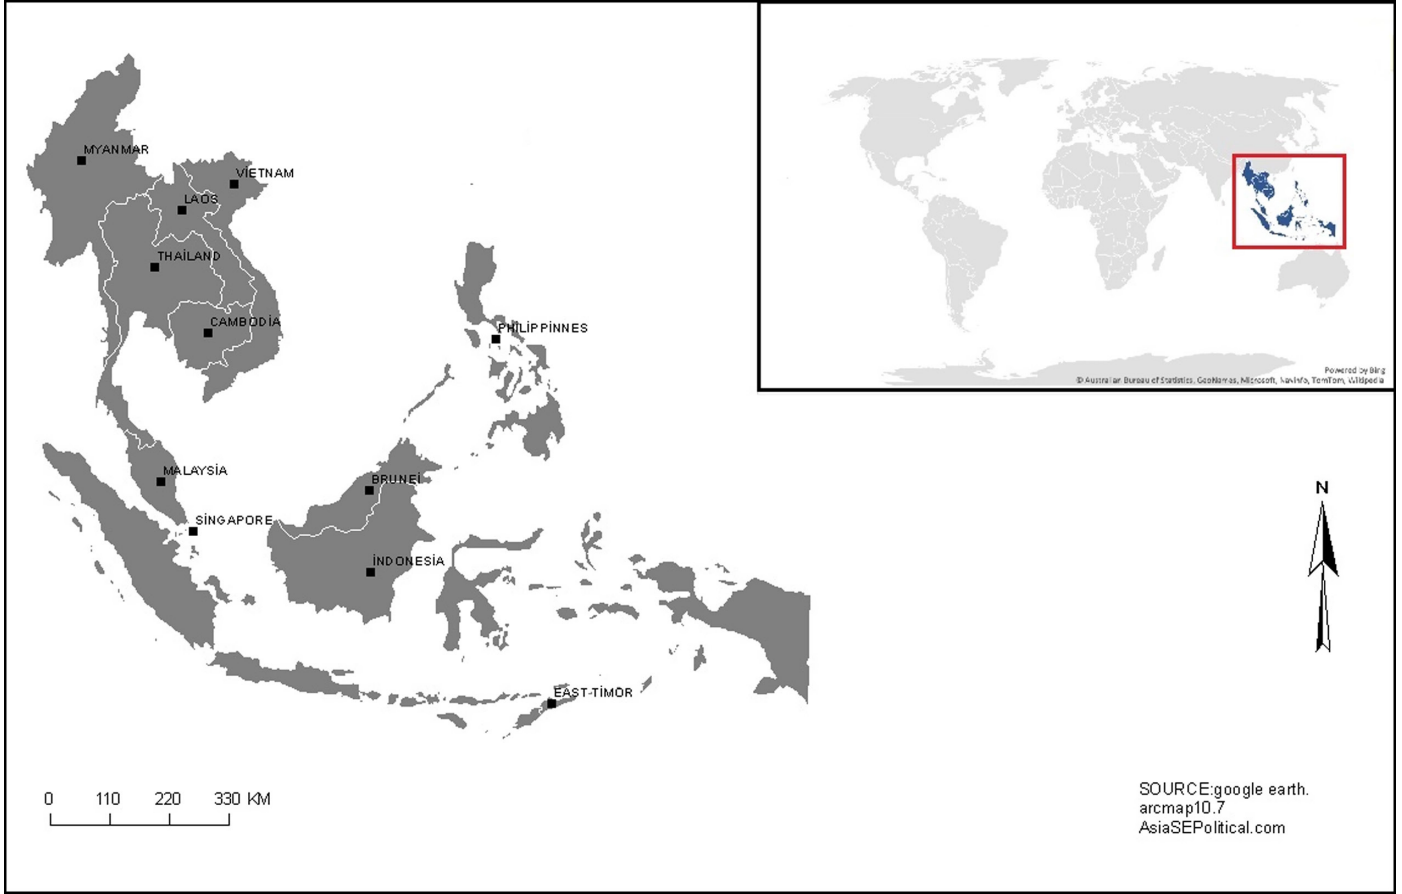 MYANMAR
VİETNAM
LAOS
THAİLAND
CAMBODİA
PHİLİPPİNNES
MALAYSİA
BRUNEİ
SİNGAPORE
İNDONESİA
EAST-TİMOR
0 110 220 330 KM
Powered by Bing
© Australian Bureau of Statistics, GeoNames, Microsoft, Navinfo, TomTom, Wikipedia
N
SOURCE:google earth.
arcmap10.7
AsiaSEPolitical.com